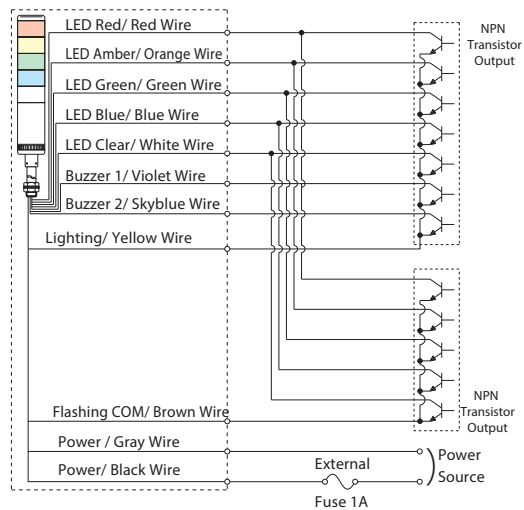 LED Red/ Red Wire
LED Amber/ Orange Wire
LED Green/ Green Wire
LED Blue/ Blue Wire
LED Clear/ White Wire
Buzzer 1/ Violet Wire
Buzzer 2/ Skyblue Wire
Lighting/ Yellow Wire
NPN
Transistor
Output
Flashing COM/ Brown Wire
Power / Gray Wire
Power/ Black Wire
NPN
Transistor
Output
External
Fuse 1A
Power
Source